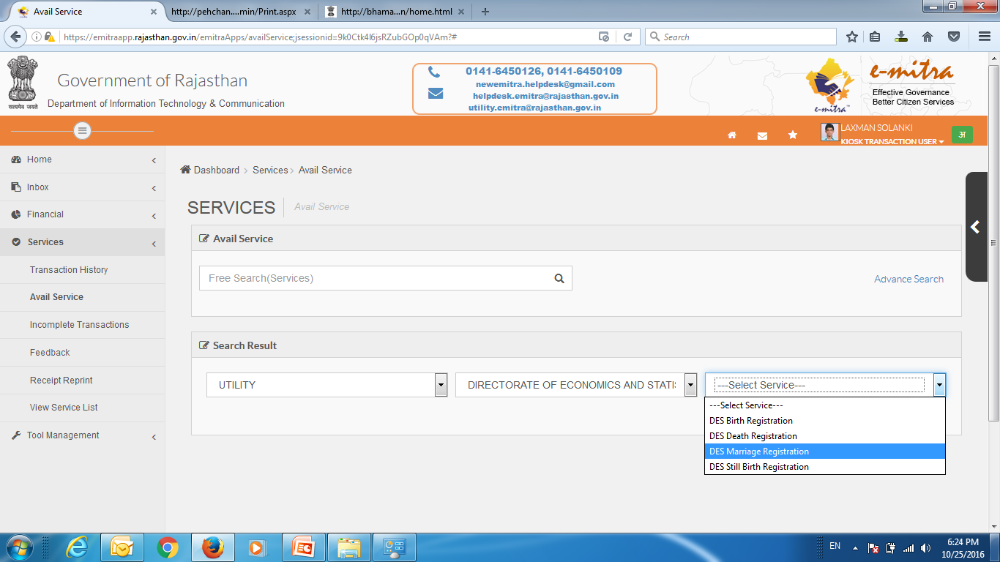 Avail Service
http://pehchan....min/Print.aspx
http://bhama...n/home.html
https://emitraapp.rajasthan.gov.in/emitraApps/availService;jsessionid=9k0Ctk4I6jsRZubGOp0qVAm?#
Search
सत्यमेव जयते
Government of Rajasthan
Department of Information Technology & Communication
0141-6450126, 0141-6450109
newemitra.helpdesk@gmail.com
helpdesk.emitra@rajasthan.gov.in
utility.emitra@rajasthan.gov.in
e-mitra™
e-mitra
Effective Governance
Better Citizen Services
LAXMAN SOLANKI
KIOSK TRANSACTION USER
अ
Home
Inbox
Financial
Services
Transaction History
Avail Service
Incomplete Transactions
Feedback
Receipt Reprint
View Service List
Tool Management
Dashboard > Services > Avail Service
SERVICES
Avail Service
Avail Service
Free Search(Services)
Advance Search
Search Result
UTILITY
DIRECTORATE OF ECONOMICS AND STATI
---Select Service---
---Select Service---
DES Birth Registration
DES Death Registration
DES Marriage Registration
DES Still Birth Registration
EN
6:24 PM
10/25/2016